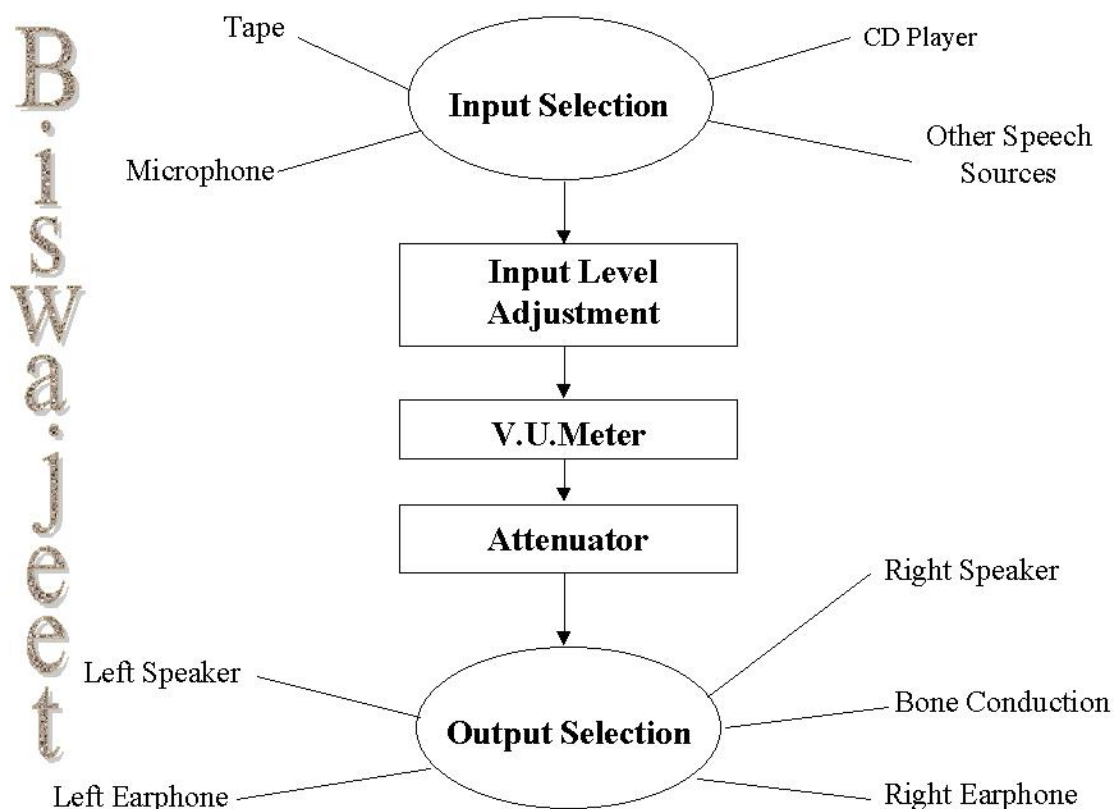 Biswajeet
Tape
CD Player
Input Selection
Microphone
Other Speech
Sources
Input Level
Adjustment
V.U.Meter
Attenuator
Right Speaker
Left Speaker
Bone Conduction
Output Selection
Left Earphone
Right Earphone